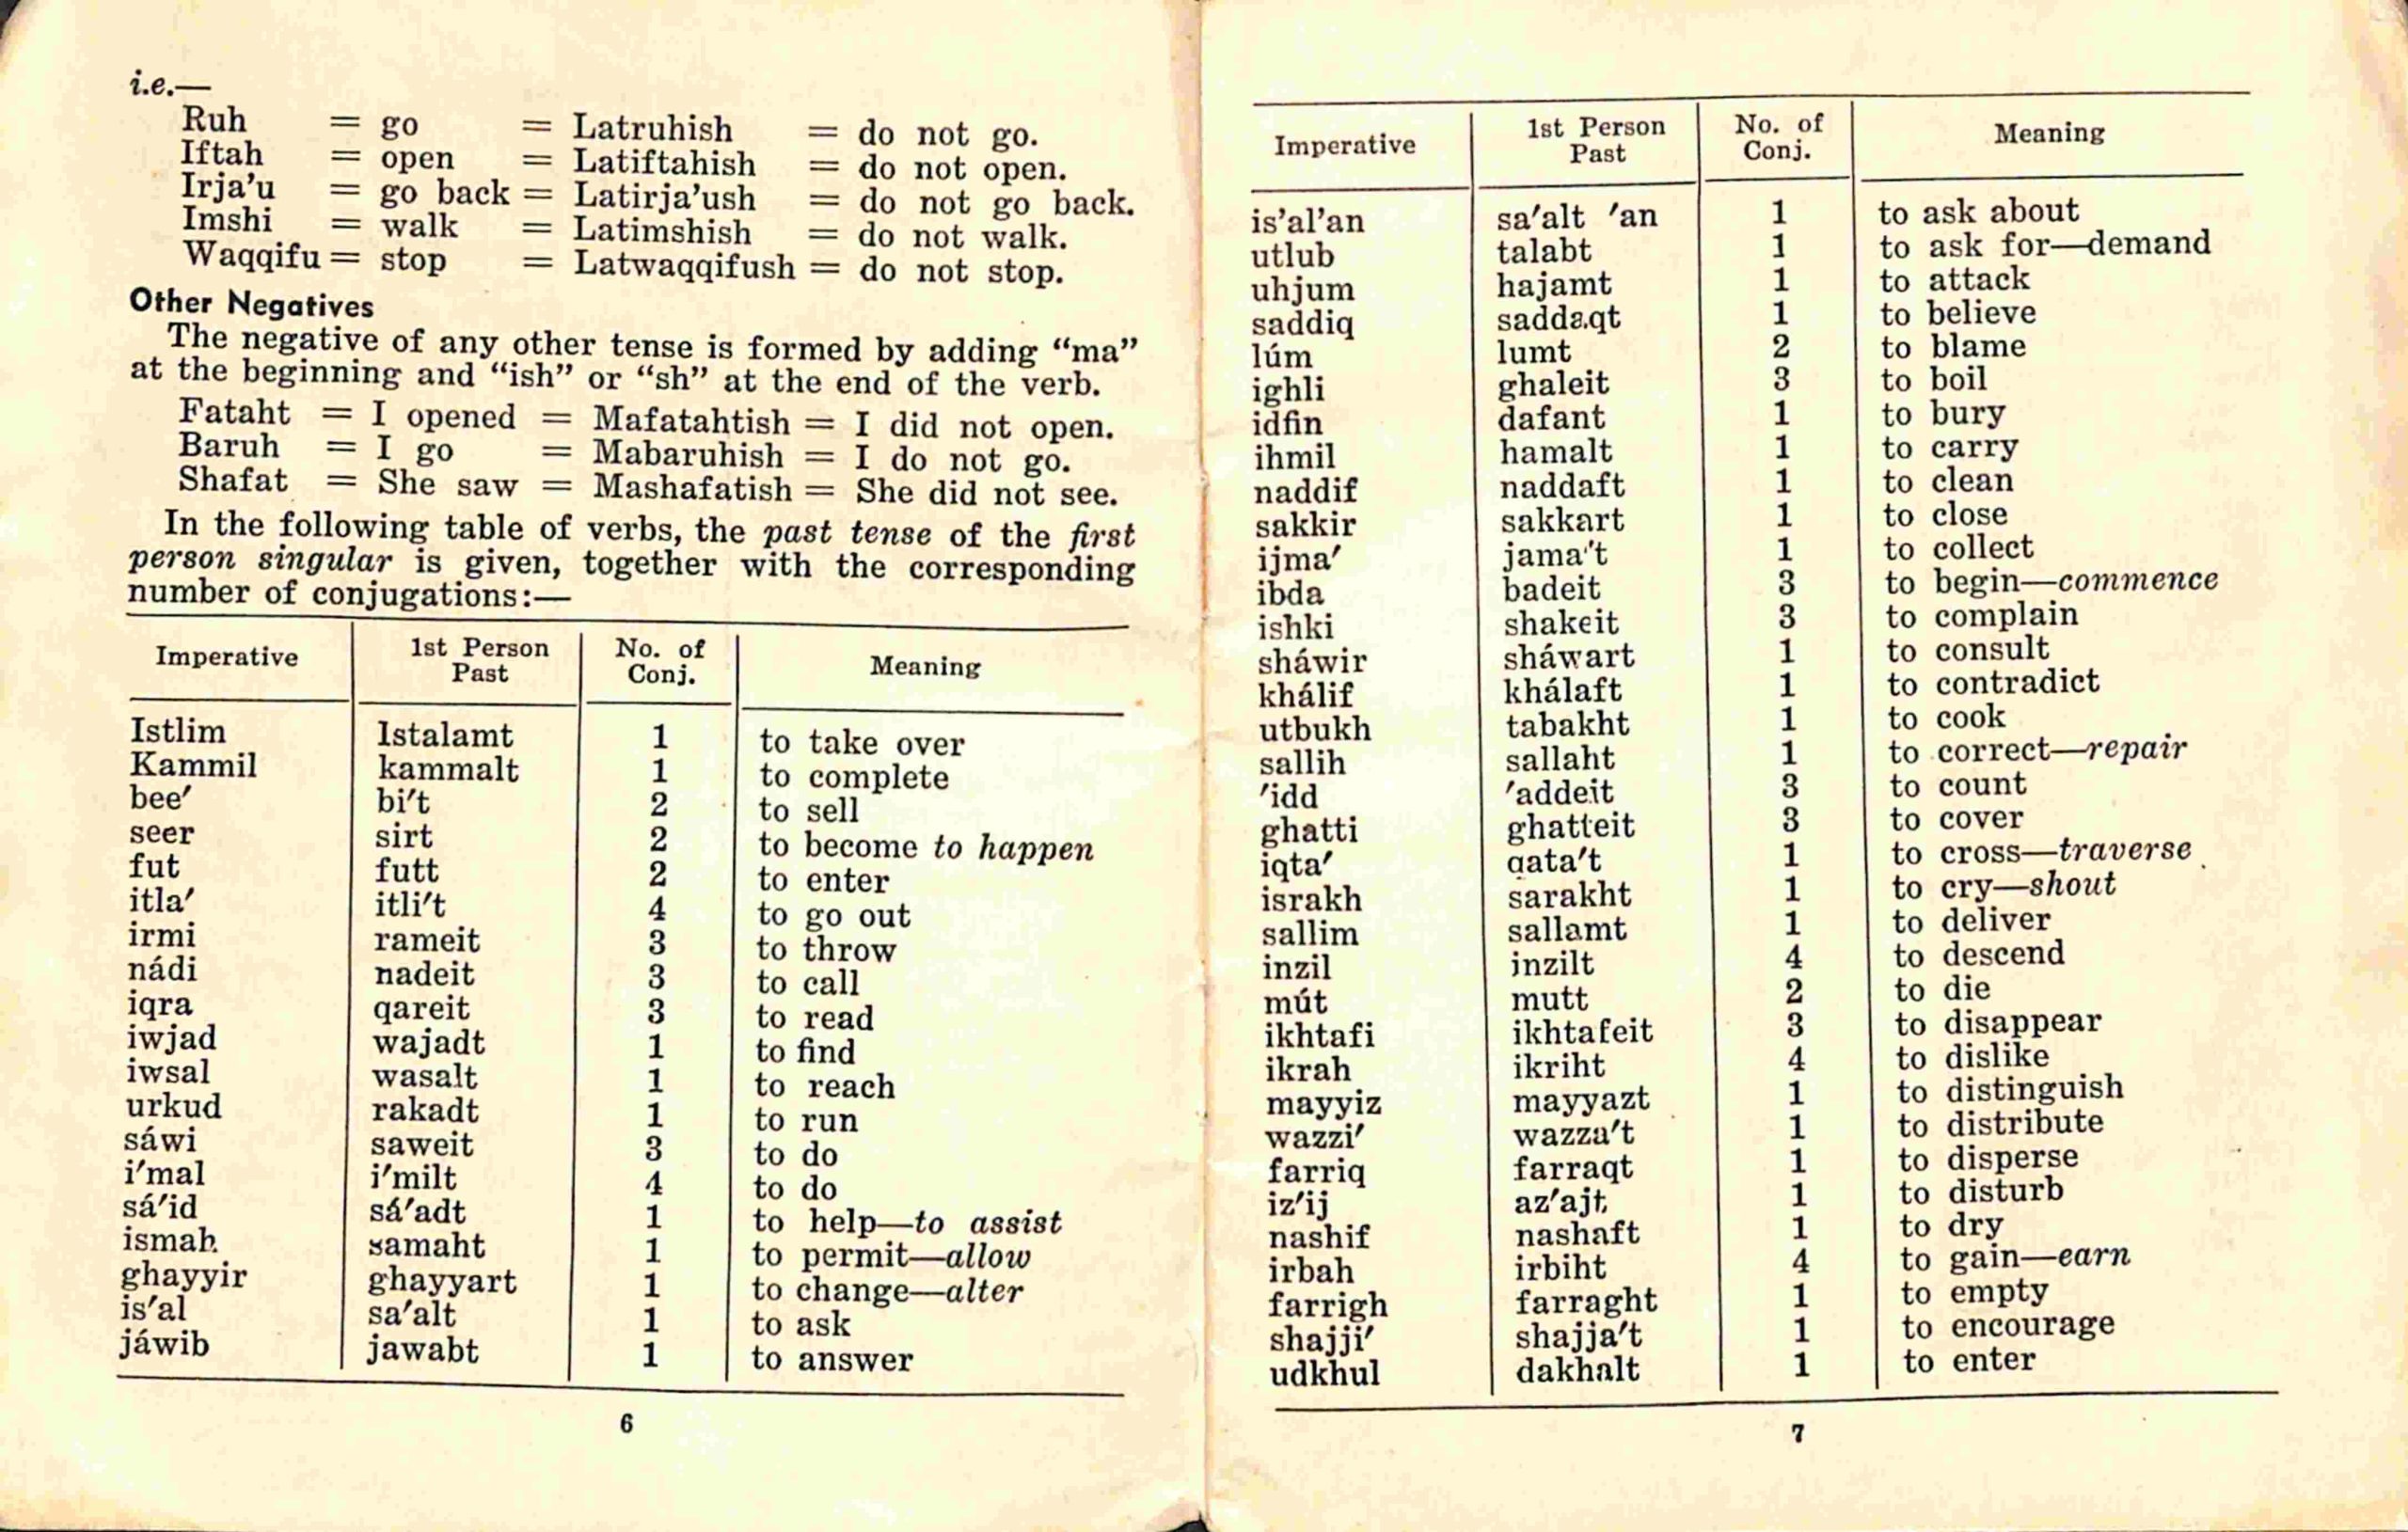 i.e.—
Ruh = go = Latruhish = do not go.
Iftah = open = Latiftahish = do not open.
Irja’u = go back = Latirja’ush = do not go back.
Imshi = walk = Latimshish = do not walk.
Waqqifu = stop = Latwaqqifush = do not stop.
Other Negatives
The negative of any other tense is formed by adding “ma”
at the beginning and “ish” or “sh” at the end of the verb.
Fataht = I opened = Mafatahtish = I did not open.
Baruh = I go = Mabaruhish = I do not go.
Shafat = She saw = Mashafatish = She did not see.
In the following table of verbs, the past tense of the first
person singular is given, together with the corresponding
number of conjugations:—
Imperative 1st Person Past No. of Conj. Meaning
Istlim Istalamt 1 to take over
Kammil kammalt 1 to complete
bee′ bi′t 2 to sell
seer sirt 2 to become to happen
fut futt 2 to enter
itla′ itli′t 4 to go out
irmi rameit 3 to throw
nádi nadeit 3 to call
iqra qareit 3 to read
iwjad wajadt 1 to find
iwsal wasalt 1 to reach
urkud rakadt 1 to run
sáwi saweit 3 to do
i′mal i′milt 4 to do
sá′id sá′adt 1 to help—to assist
ismah samaht 1 to permit—allow
ghayyir ghayyart 1 to change—alter
is′al sa′alt 1 to ask
jáwib jawabt 1 to answer
6
Imperative 1st Person Past No. of Conj. Meaning
is’al’an sa′alt ′an 1 to ask about
utlub talabt 1 to ask for—demand
uhjum hajamt 1 to attack
saddiq saddaqt 1 to believe
lúm lumt 2 to blame
ighli ghaleit 3 to boil
idfin dafant 1 to bury
ihmil hamalt 1 to carry
naddif naddaft 1 to clean
sakkir sakkart 1 to close
ijma′ jama′t 1 to collect
ibda badeit 3 to begin—commence
ishki shakeit 3 to complain
sháwir sháwart 1 to consult
khálif khálaft 1 to contradict
utbukh tabakht 1 to cook
sallih sallaht 1 to correct—repair
′idd ′addeit 3 to count
ghatti ghatteit 3 to cover
iqta′ qata′t 1 to cross—traverse
israkh sarakht 1 to cry—shout
sallim sallamt 1 to deliver
inzil inzilt 4 to descend
mút mutt 2 to die
ikhtafi ikhtafeit 3 to disappear
ikrah ikriht 4 to dislike
mayyiz mayyazt 1 to distinguish
wazzi′ wazza′t 1 to distribute
farriq farraqt 1 to disperse
iz′ij az′ajt 1 to disturb
nashif nashaft 1 to dry
irbah irbiht 4 to gain—earn
farrigh farraght 1 to empty
shajji′ shajja′t 1 to encourage
udkhul dakhalt 1 to enter
7